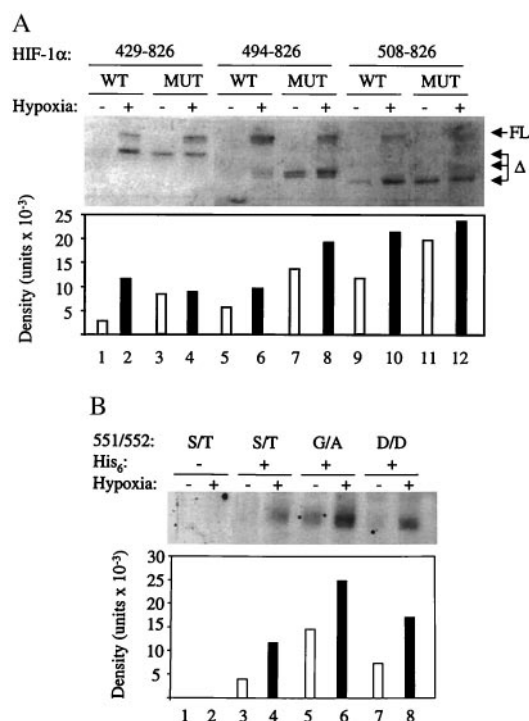 A
HIF-1α: 429-826 494-826 508-826
WT MUT WT MUT WT MUT
Hypoxia: - + - + - + - + - + - +
FL
Δ
Density (units x 10⁻³)
25
20
15
10
5
1 2 3 4 5 6 7 8 9 10 11 12
B
551/552: S/T S/T G/A D/D
His₆: - + + +
Hypoxia: - + - + - + - +
Density (units x 10⁻³)
30
25
20
15
10
5
1 2 3 4 5 6 7 8